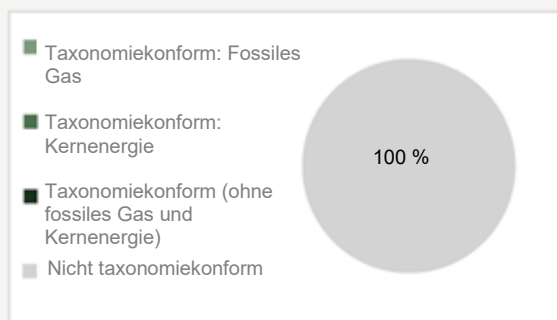 Taxonomiekonform: Fossiles
Gas
Taxonomiekonform:
Kernenergie
Taxonomiekonform (ohne
fossiles Gas und
Kernenergie)
Nicht taxonomiekonform
100 %